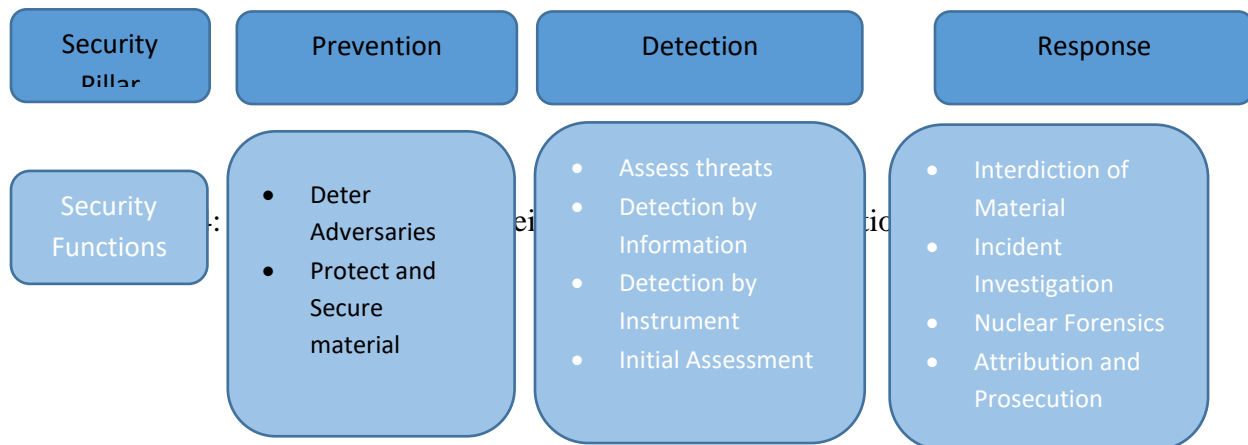 Security
Pillar
Prevention
Detection
Response
Security
Functions
• Deter
Adversaries
• Protect and
Secure
material
• Assess threats
• Detection by
Information
• Detection by
Instrument
• Initial Assessment
• Interdiction of
Material
• Incident
Investigation
• Nuclear Forensics
• Attribution and
Prosecution